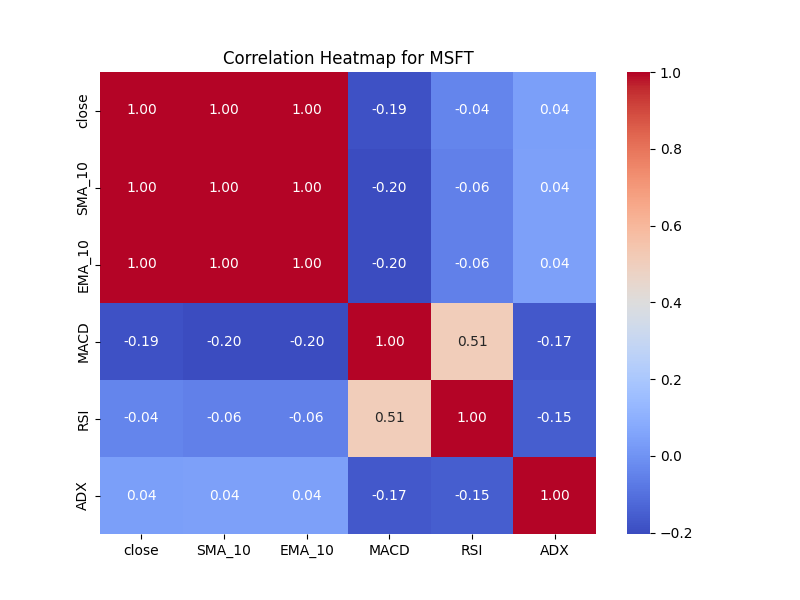 Correlation Heatmap for MSFT
close 1.00 1.00 1.00 -0.19 -0.04 0.04
SMA_10 1.00 1.00 1.00 -0.20 -0.06 0.04
EMA_10 1.00 1.00 1.00 -0.20 -0.06 0.04
MACD -0.19 -0.20 -0.20 1.00 0.51 -0.17
RSI -0.04 -0.06 -0.06 0.51 1.00 -0.15
ADX 0.04 0.04 0.04 -0.17 -0.15 1.00
close SMA_10 EMA_10 MACD RSI ADX
1.0
0.8
0.6
0.4
0.2
0.0
−0.2